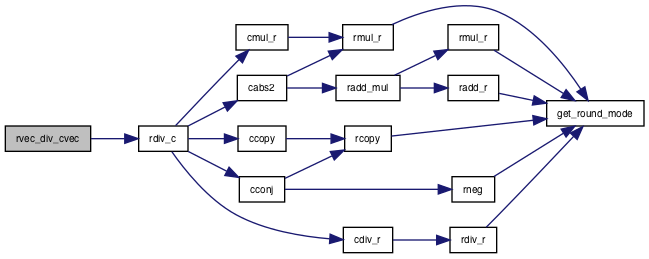 rvec_div_cvec
rdiv_c
cmul_r
cabs2
ccopy
cconj
cdiv_r
rmul_r
radd_mul
rcopy
rmul_r
radd_r
rneg
rdiv_r
get_round_mode